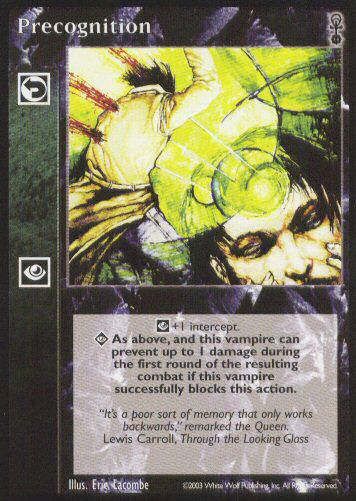 Precognition
+1 intercept.
As above, and this vampire can
prevent up to 1 damage during
the first round of the resulting
combat if this vampire
successfully blocks this action.
"It's a poor sort of memory that only works
backwards," remarked the Queen.
Lewis Carroll, Through the Looking Glass
Illus. Eric Lacombe
©2003 White Wolf Publishing, Inc. All Rights Reserved.